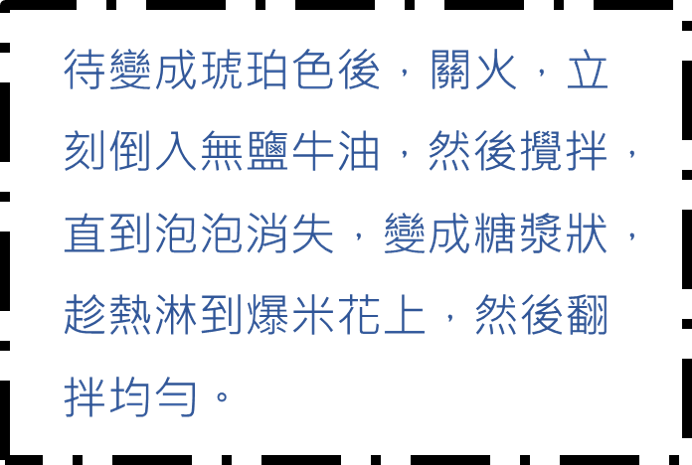 待變成琥珀色後，關火，立
刻倒入無鹽牛油，然後攪拌，
直到泡泡消失，變成糖漿狀，
趁熱淋到爆米花上，然後翻
拌均勻。